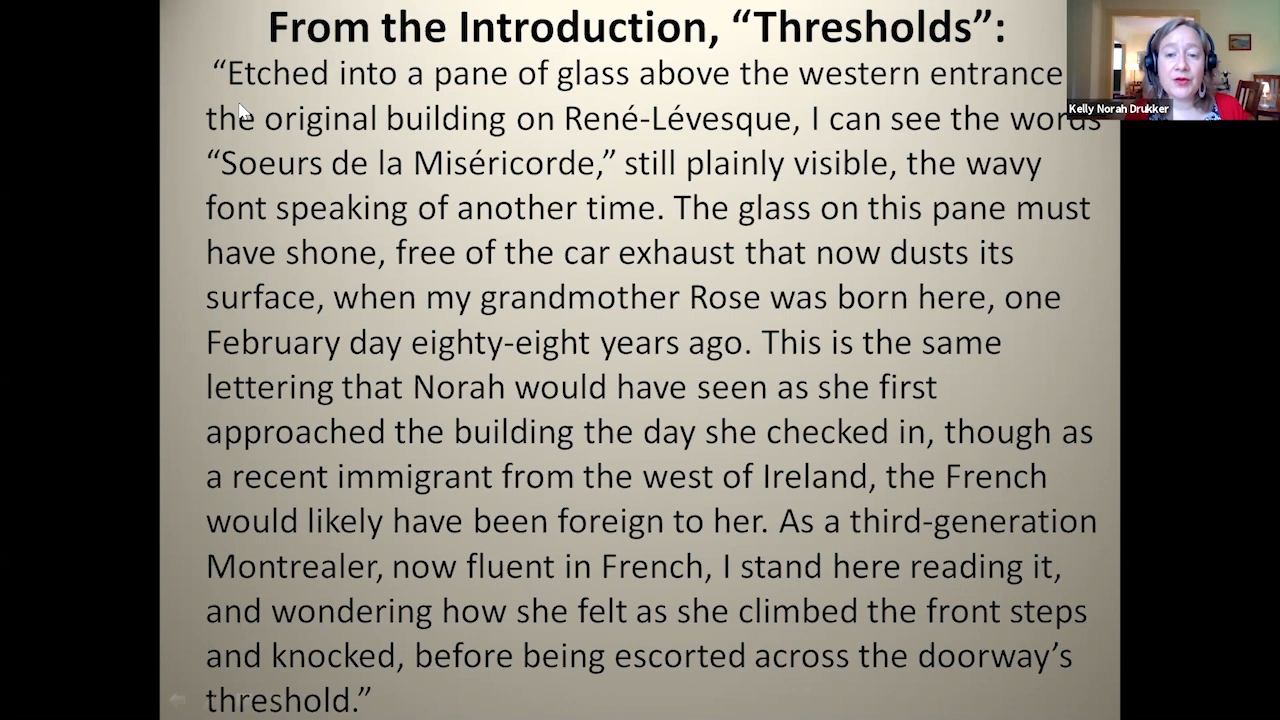 From the Introduction, “Thresholds”:
“Etched into a pane of glass above the western entrance
the original building on René-Lévesque, I can see the words
“Soeurs de la Miséricorde,” still plainly visible, the wavy
font speaking of another time. The glass on this pane must
have shone, free of the car exhaust that now dusts its
surface, when my grandmother Rose was born here, one
February day eighty-eight years ago. This is the same
lettering that Norah would have seen as she first
approached the building the day she checked in, though as
a recent immigrant from the west of Ireland, the French
would likely have been foreign to her. As a third-generation
Montrealer, now fluent in French, I stand here reading it,
and wondering how she felt as she climbed the front steps
and knocked, before being escorted across the doorway’s
threshold.”
Kelly Norah Drukker